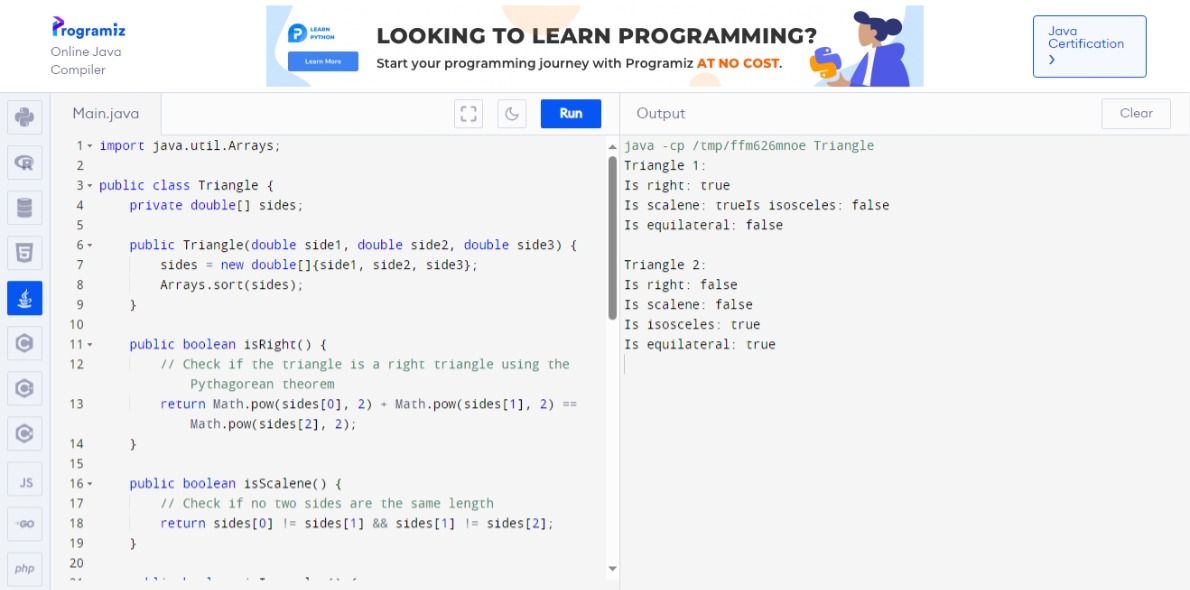 Programiz
Online Java
Compiler
LEARN
PYTHON
Learn More
LOOKING TO LEARN PROGRAMMING?
Start your programming journey with Programiz AT NO COST.
Java
Certification
Main.java
Run
Output
Clear
1 import java.util.Arrays;
2
3 public class Triangle {
4 private double[] sides;
5
6 public Triangle(double side1, double side2, double side3) {
7 sides = new double[]{side1, side2, side3};
8 Arrays.sort(sides);
9 }
10
11 public boolean isRight() {
12 // Check if the triangle is a right triangle using the
Pythagorean theorem
13 return Math.pow(sides[0], 2) + Math.pow(sides[1], 2) ==
Math.pow(sides[2], 2);
14 }
15
16 public boolean isScalene() {
17 // Check if no two sides are the same length
18 return sides[0] != sides[1] && sides[1] != sides[2];
19 }
20
java -cp /tmp/ffm626mnoe Triangle
Triangle 1:
Is right: true
Is scalene: trueIs isosceles: false
Is equilateral: false
Triangle 2:
Is right: false
Is scalene: false
Is isosceles: true
Is equilateral: true
R
5
C
C
C
JS
GO
php